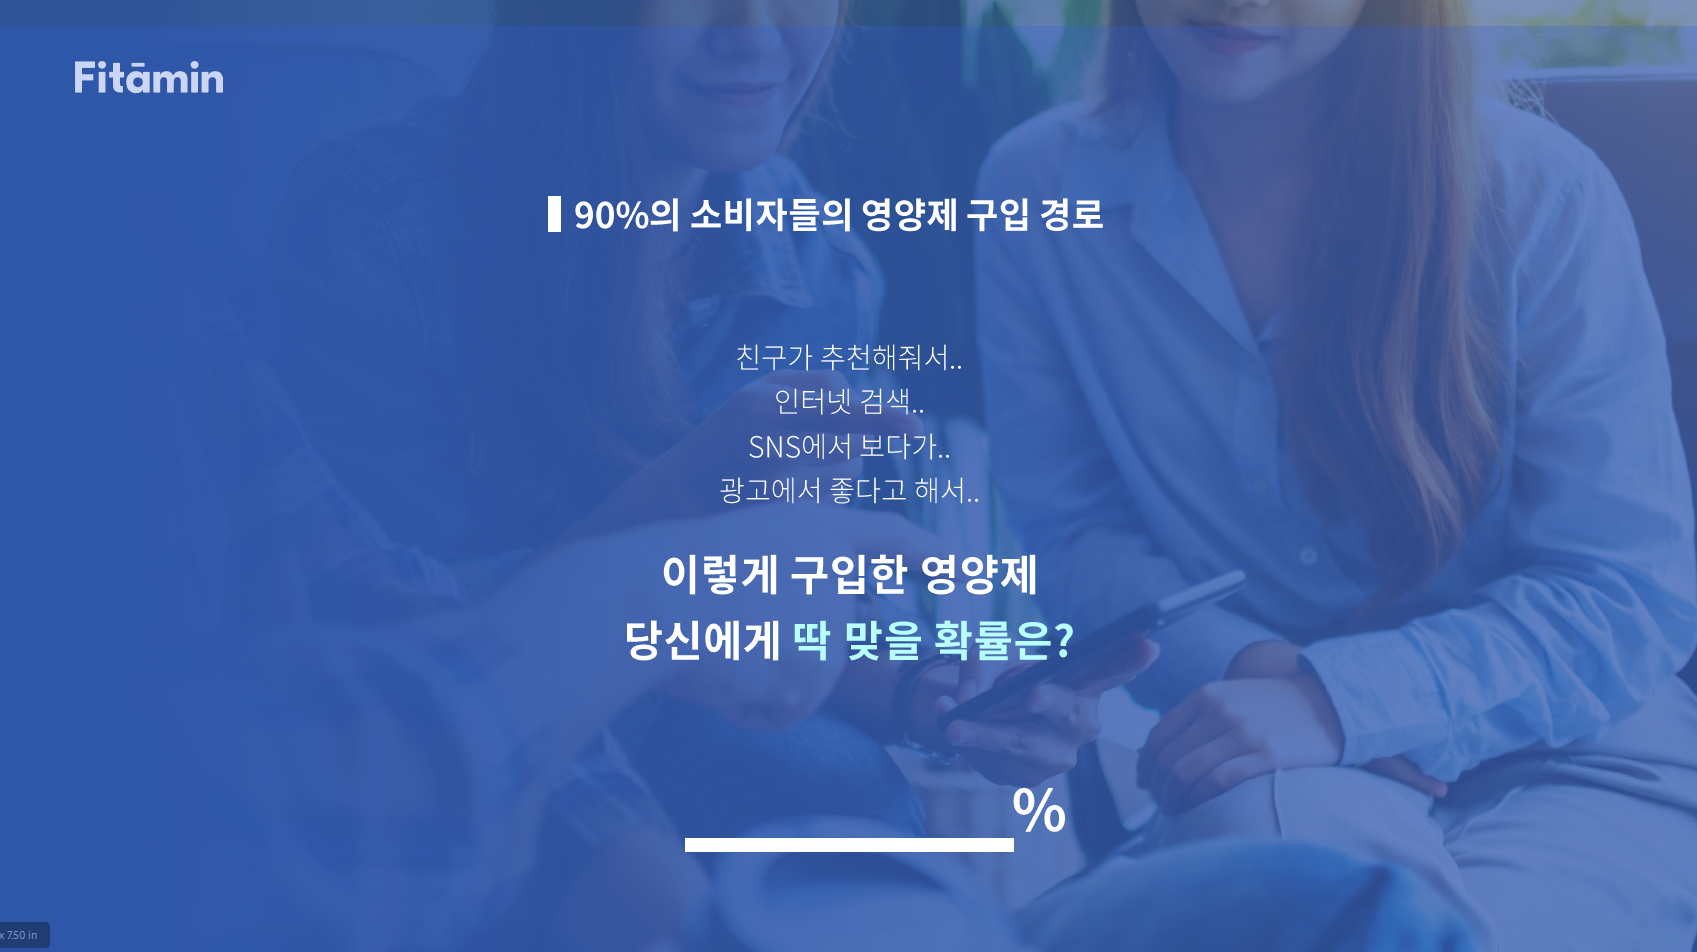 Fitāmin
90%의 소비자들의 영양제 구입 경로
친구가 추천해줘서..
인터넷 검색..
SNS에서 보다가..
광고에서 좋다고 해서..
이렇게 구입한 영양제
당신에게 딱 맞을 확률은?
%
x 7.50 in